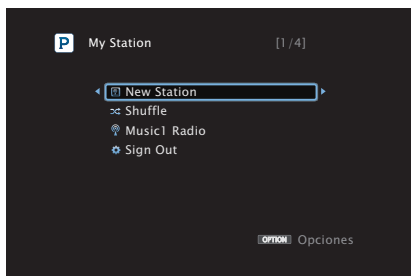 P My Station [1/4]
New Station
Shuffle
Music1 Radio
Sign Out
OPTION Opciones